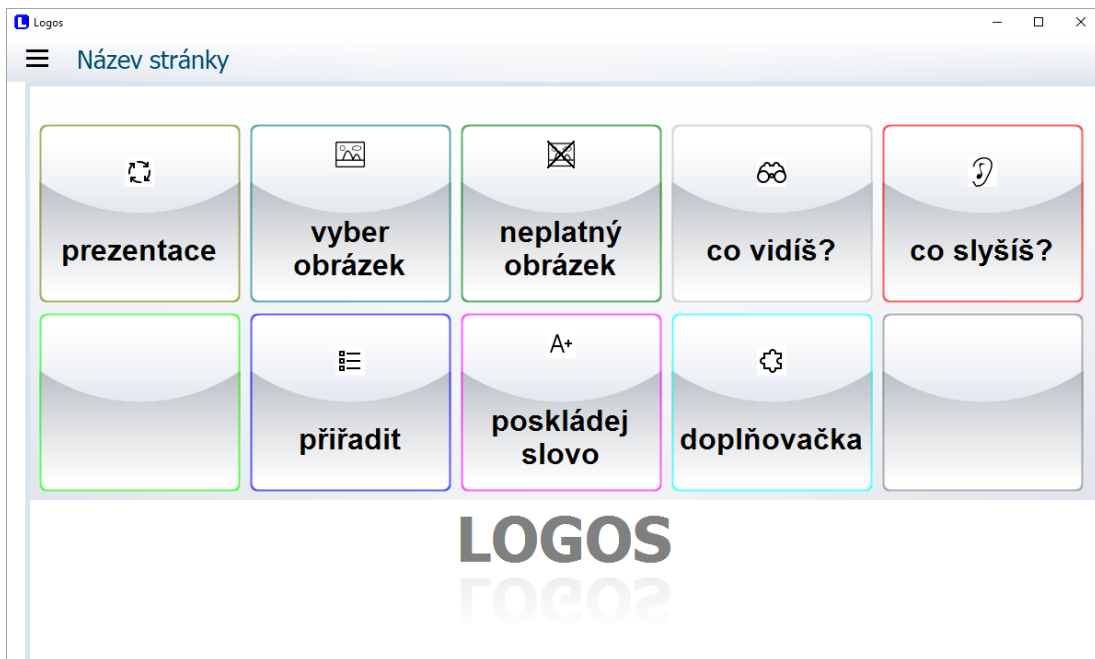 Logos
Název stránky
prezentace
vyber
obrázek
neplatný
obrázek
co vidíš?
co slyšíš?
přiřadit
A+
poskládej
slovo
doplňovačka
LOGOS